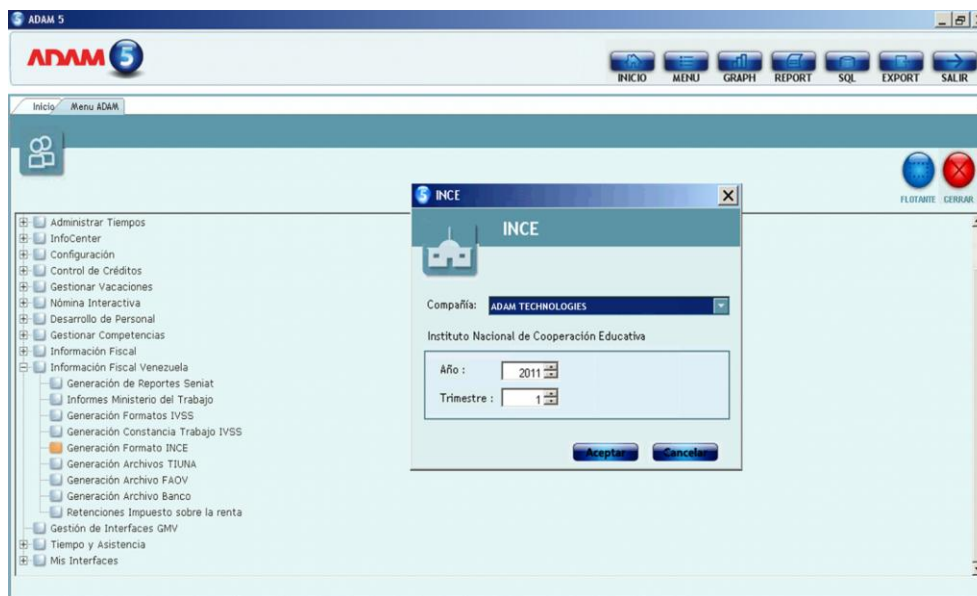 ADAM 5
ADAM 5
INICIO MENU GRAPH REPORT SQL EXPORT SALIR
Inicio Menu ADAM
FLOTANTE CERRAR
Administrar Tiempos
InfoCenter
Configuración
Control de Créditos
Gestionar Vacaciones
Nómina Interactiva
Desarrollo de Personal
Gestionar Competencias
Información Fiscal
Información Fiscal Venezuela
Generación de Reportes Seniat
Informes Ministerio del Trabajo
Generación Formatos IVSS
Generación Constancia Trabajo IVSS
Generación Formato INCE
Generación Archivos TIUNA
Generación Archivo FAOV
Generación Archivo Banco
Retenciones Impuesto sobre la renta
Gestión de Interfaces GMV
Tiempo y Asistencia
Mis Interfaces
5 INCE
INCE
Compañía: ADAM TECHNOLOGIES
Instituto Nacional de Cooperación Educativa
Año : 2011
Trimestre : 1
Aceptar Cancelar